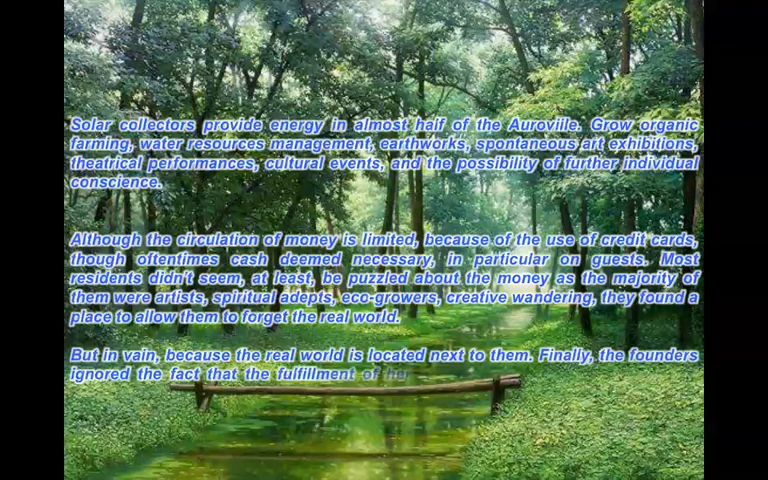 Solar collectors provide energy in almost half of the Auroviile. Grow organic
farming, water resources management, earthworks, spontaneous art exhibitions,
theatrical performances, cultural events, and the possibility of further individual
conscience.
Although the circulation of money is limited, because of the use of credit cards,
though oftentimes cash deemed necessary, in particular on guests. Most
residents didn't seem, at least, be puzzled about the money as the majority of
them were artists, spiritual adepts, eco-growers, creative wandering, they found a
place to allow them to forget the real world.
But in vain, because the real world is located next to them. Finally, the founders
ignored the fact that the fulfillment of her